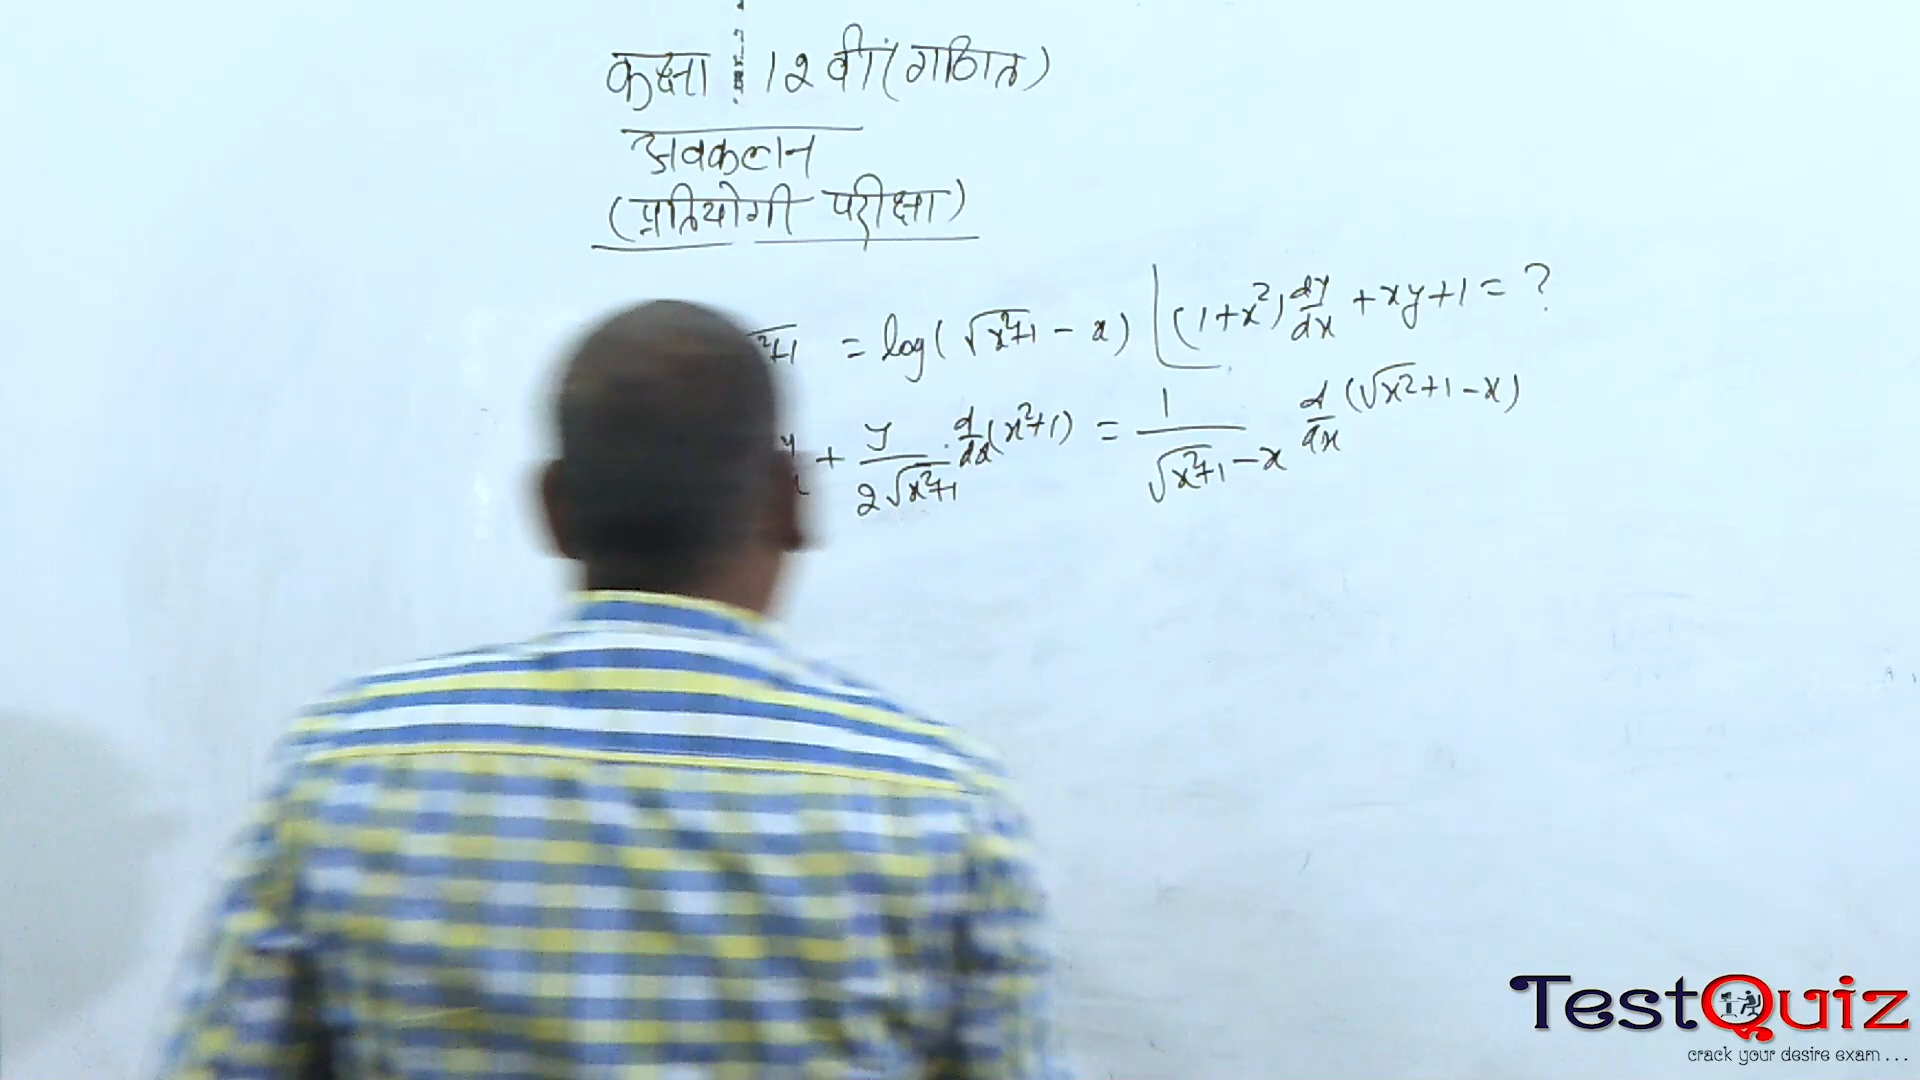 कक्षा 12 वीं (गणित)
अवकलन
(प्रतियोगी परीक्षा)
= log(√x²+1 - x) (1+x²) dy/dx + xy + 1 = ?
+ y/2√x²+1 . d/dx (x²+1) = 1/√x²+1 - x d/dx (√x²+1 - x)
TestQuiz
crack your desire exam...